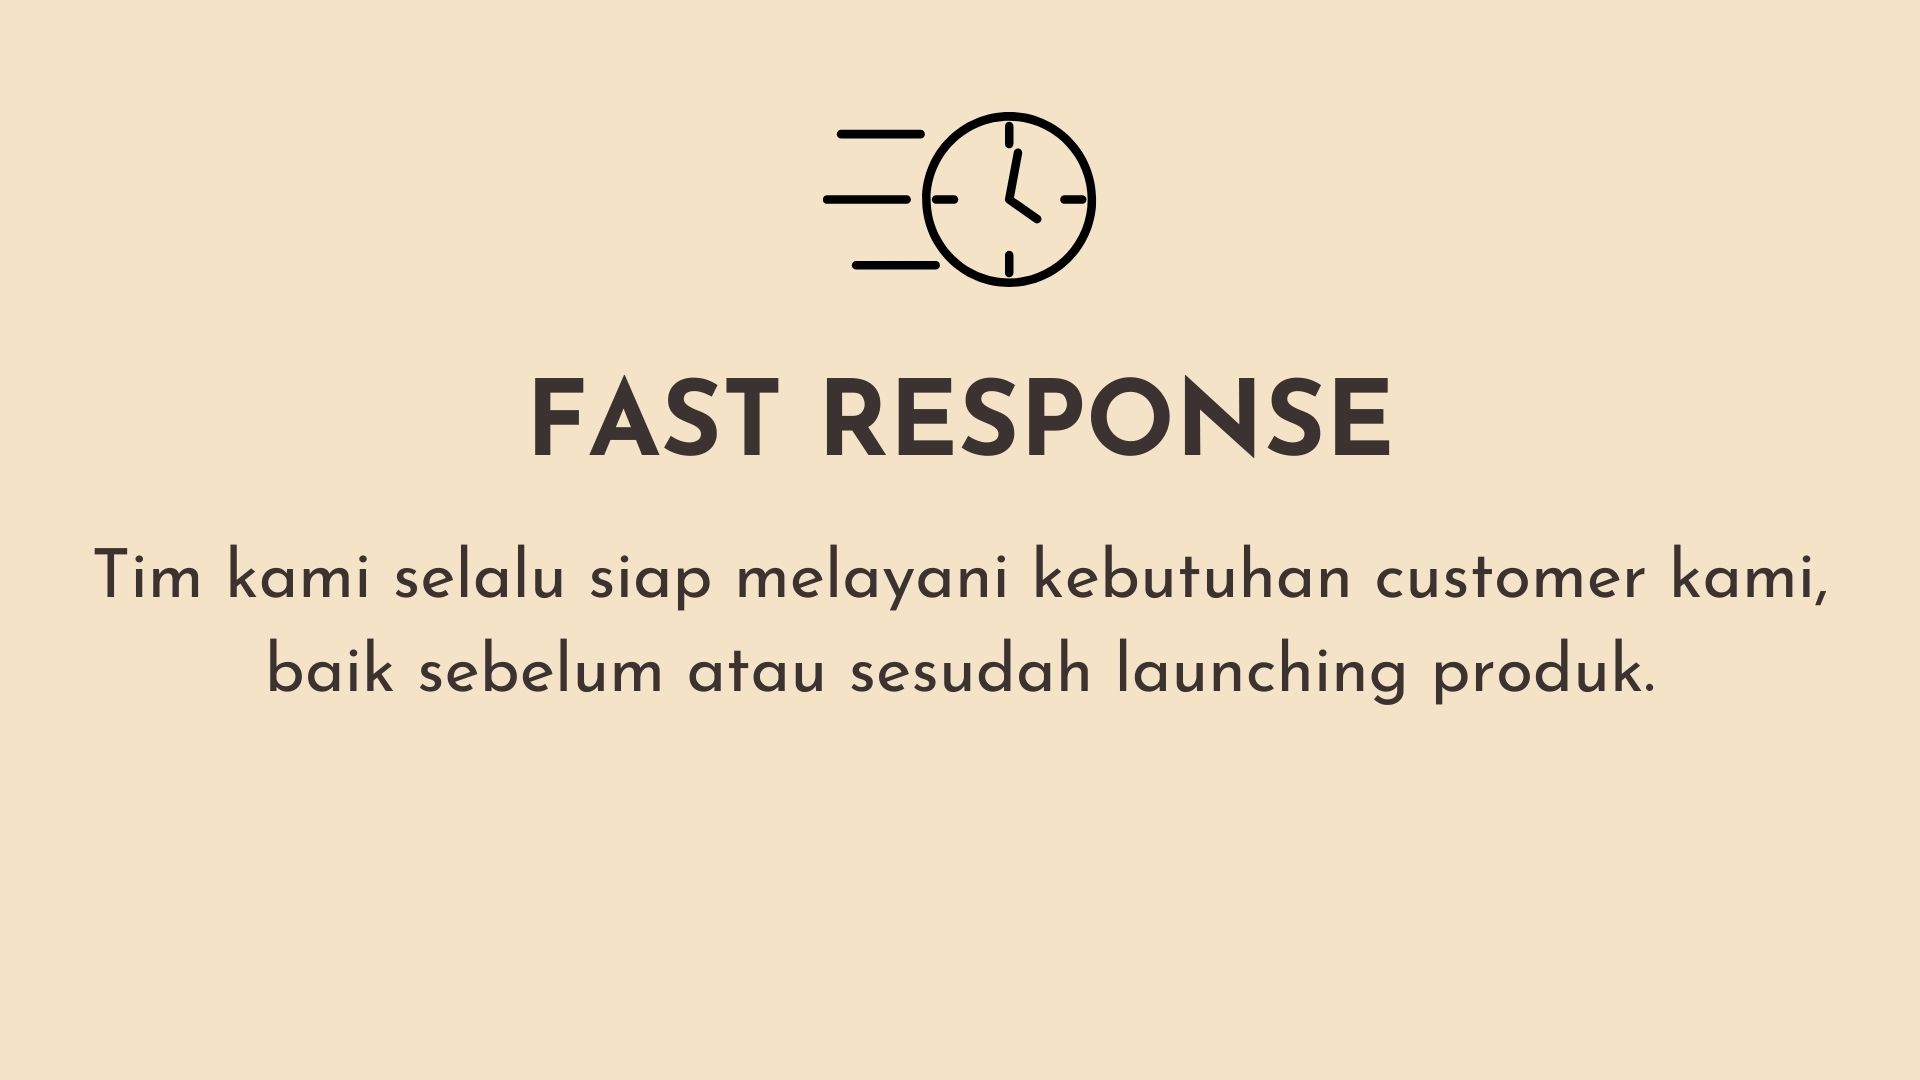 FAST RESPONSE
Tim kami selalu siap melayani kebutuhan customer kami,
baik sebelum atau sesudah launching produk.